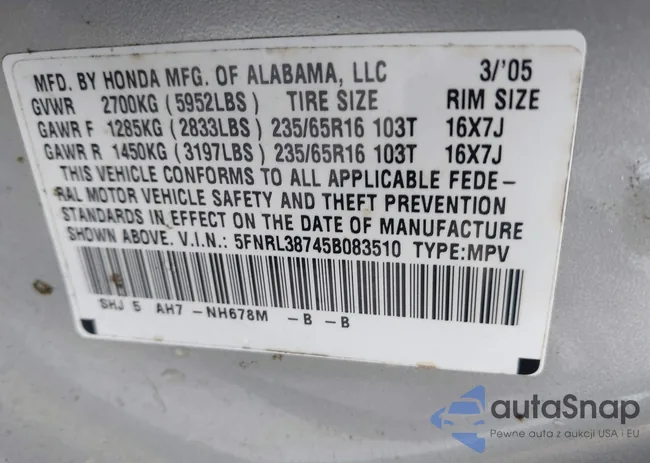 MFD. BY HONDA MFG. OF ALABAMA, LLC 3/'05
GVWR 2700KG (5952LBS) TIRE SIZE RIM SIZE
GAWR F 1285KG (2833LBS) 235/65R16 103T 16X7J
GAWR R 1450KG (3197LBS) 235/65R16 103T 16X7J
THIS VEHICLE CONFORMS TO ALL APPLICABLE FEDE-
RAL MOTOR VEHICLE SAFETY AND THEFT PREVENTION
STANDARDS IN EFFECT ON THE DATE OF MANUFACTURE
SHOWN ABOVE. V.I.N.: 5FNRL38745B083510 TYPE:MPV
SHJ 5 AH7 -NH678M -B -B
autoSnap
Pewne auta z aukcji USA i EU